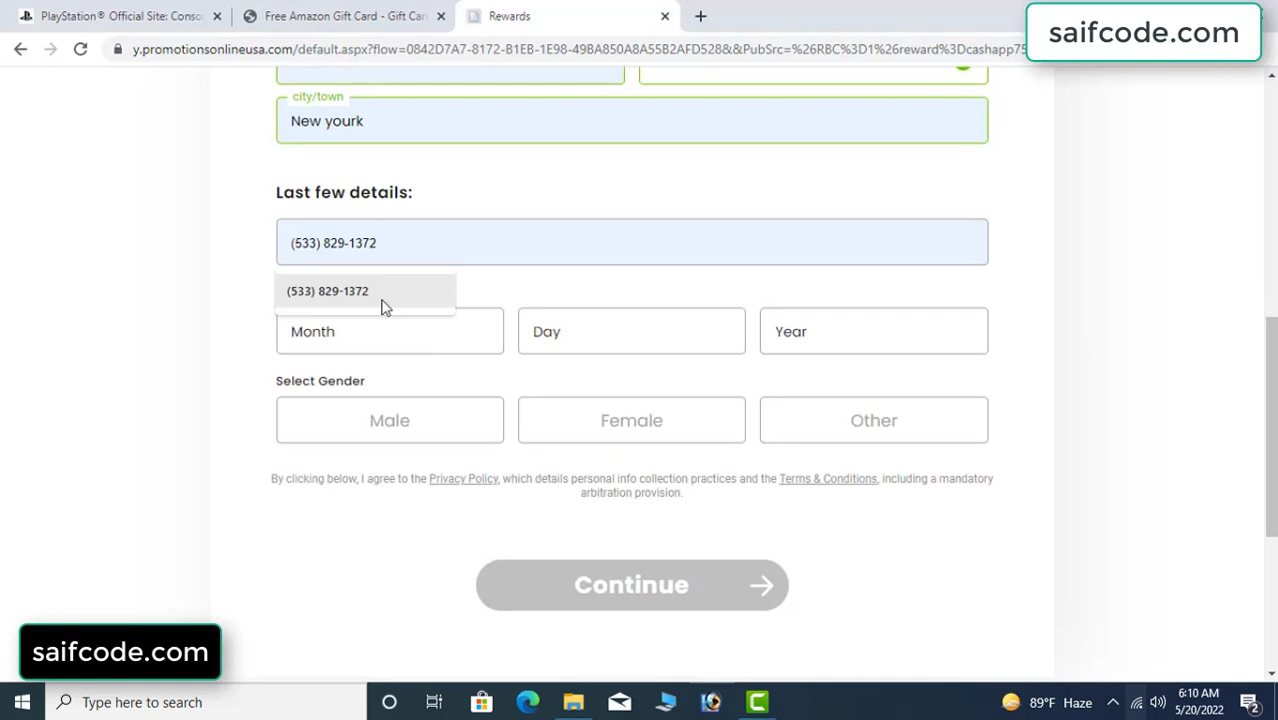 PlayStation® Official Site: Conso
Free Amazon Gift Card - Gift Car
Rewards
saifcode.com
y.promotionsonlineusa.com/default.aspx?flow=0842D7A7-8172-B1EB-1E98-49BA850A8A55B2AFD528&&PubSrc=%26RBC%3D1%26reward%3Dcashapp75
city/town
New yourk
Last few details:
(533) 829-1372
(533) 829-1372
Month Day Year
Select Gender
Male Female Other
By clicking below, I agree to the Privacy Policy, which details personal info collection practices and the Terms & Conditions, including a mandatory
arbitration provision.
Continue
saifcode.com
Type here to search
89°F Haze
6:10 AM
5/20/2022
2